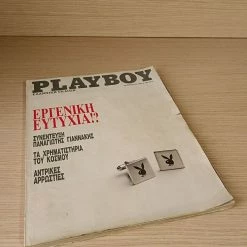 PLAYBOY
ΕΡΓΕΝΙΚΗ
ΕΥΤΥΧΙΑ!?
ΣΥΝΕΝΤΕΥΞΗ
ΠΑΝΑΓΙΩΤΗΣ ΓΙΑΝΝΑΚΗΣ
ΤΑ ΧΡΗΜΑΤΙΣΤΗΡΙΑ
ΤΟΥ ΚΟΣΜΟΥ
ΑΝΤΡΙΚΕΣ
ΑΡΡΩΣΤΙΕΣ